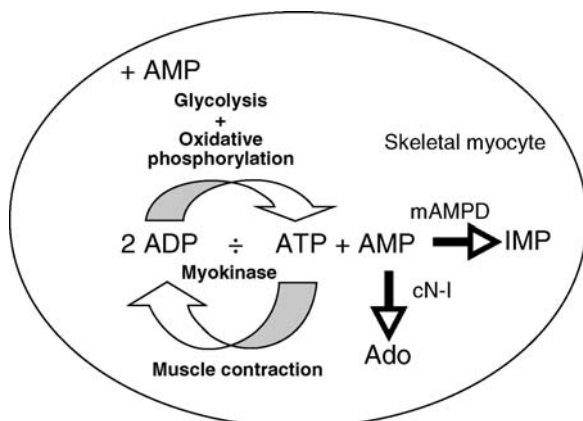 + AMP
Glycolysis
+
Oxidative
phosphorylation
Skeletal myocyte
mAMPD
2 ADP ÷ ATP + AMP IMP
Myokinase
cN-I
Muscle contraction
Ado